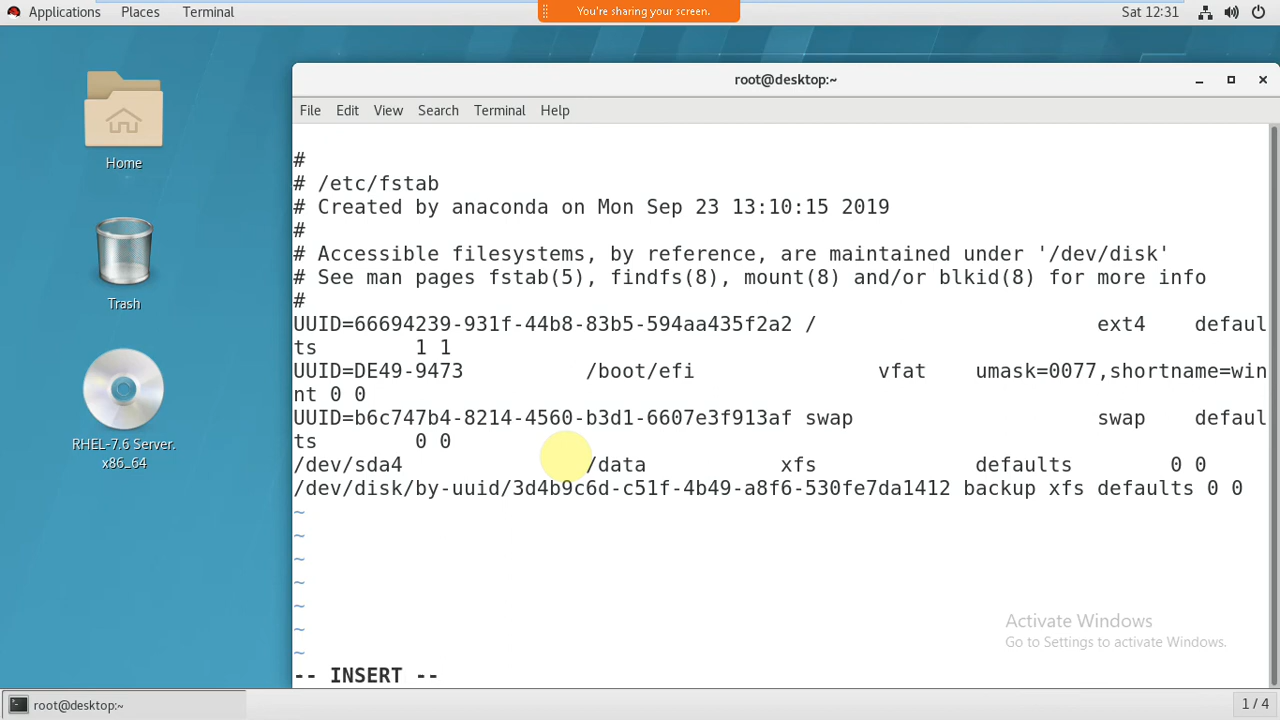 Applications Places Terminal You're sharing your screen. Sat 12:31
root@desktop:~
File Edit View Search Terminal Help
Home
Trash
RHEL-7.6 Server.
x86_64
#
# /etc/fstab
# Created by anaconda on Mon Sep 23 13:10:15 2019
#
# Accessible filesystems, by reference, are maintained under '/dev/disk'
# See man pages fstab(5), findfs(8), mount(8) and/or blkid(8) for more info
#
UUID=66694239-931f-44b8-83b5-594aa435f2a2 / ext4 defaul
ts 1 1
UUID=DE49-9473 /boot/efi vfat umask=0077,shortname=win
nt 0 0
UUID=b6c747b4-8214-4560-b3d1-6607e3f913af swap swap defaul
ts 0 0
/dev/sda4 /data xfs defaults 0 0
/dev/disk/by-uuid/3d4b9c6d-c51f-4b49-a8f6-530fe7da1412 backup xfs defaults 0 0
~
~
~
~
~
~
~
-- INSERT --
Activate Windows
Go to Settings to activate Windows.
root@desktop:~ 1 / 4